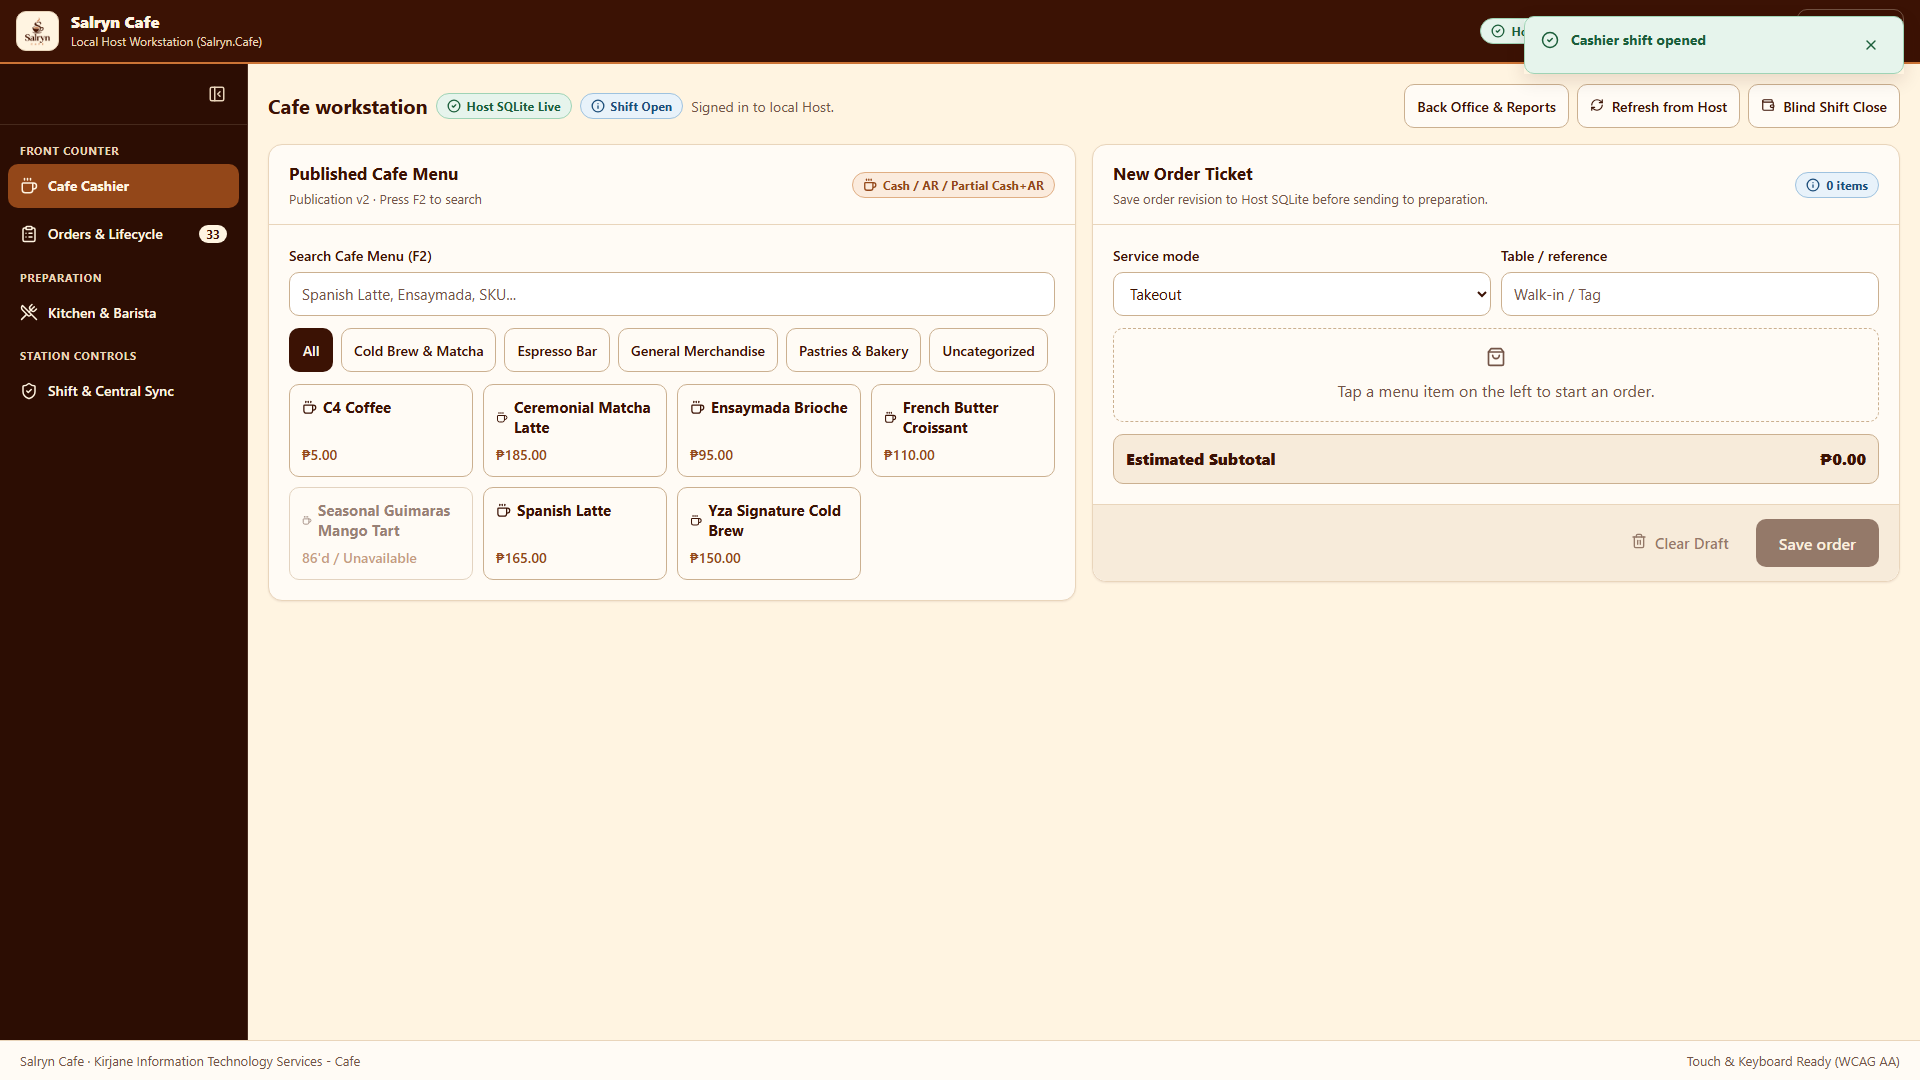 Salryn
Salryn Cafe
Local Host Workstation (Salryn.Cafe)
Cashier shift opened
FRONT COUNTER
Cafe Cashier
Orders & Lifecycle
33
PREPARATION
Kitchen & Barista
STATION CONTROLS
Shift & Central Sync
Cafe workstation
Host SQLite Live
Shift Open
Signed in to local Host.
Back Office & Reports
Refresh from Host
Blind Shift Close
Published Cafe Menu
Publication v2 · Press F2 to search
Cash / AR / Partial Cash+AR
Search Cafe Menu (F2)
Spanish Latte, Ensaymada, SKU...
All
Cold Brew & Matcha
Espresso Bar
General Merchandise
Pastries & Bakery
Uncategorized
C4 Coffee
₱5.00
Ceremonial Matcha
Latte
₱185.00
Ensaymada Brioche
₱95.00
French Butter
Croissant
₱110.00
Seasonal Guimaras
Mango Tart
86'd / Unavailable
Spanish Latte
₱165.00
Yza Signature Cold
Brew
₱150.00
New Order Ticket
Save order revision to Host SQLite before sending to preparation.
0 items
Service mode
Takeout
Table / reference
Walk-in / Tag
Tap a menu item on the left to start an order.
Estimated Subtotal
₱0.00
Clear Draft
Save order
Salryn Cafe · Kirjane Information Technology Services - Cafe
Touch & Keyboard Ready (WCAG AA)